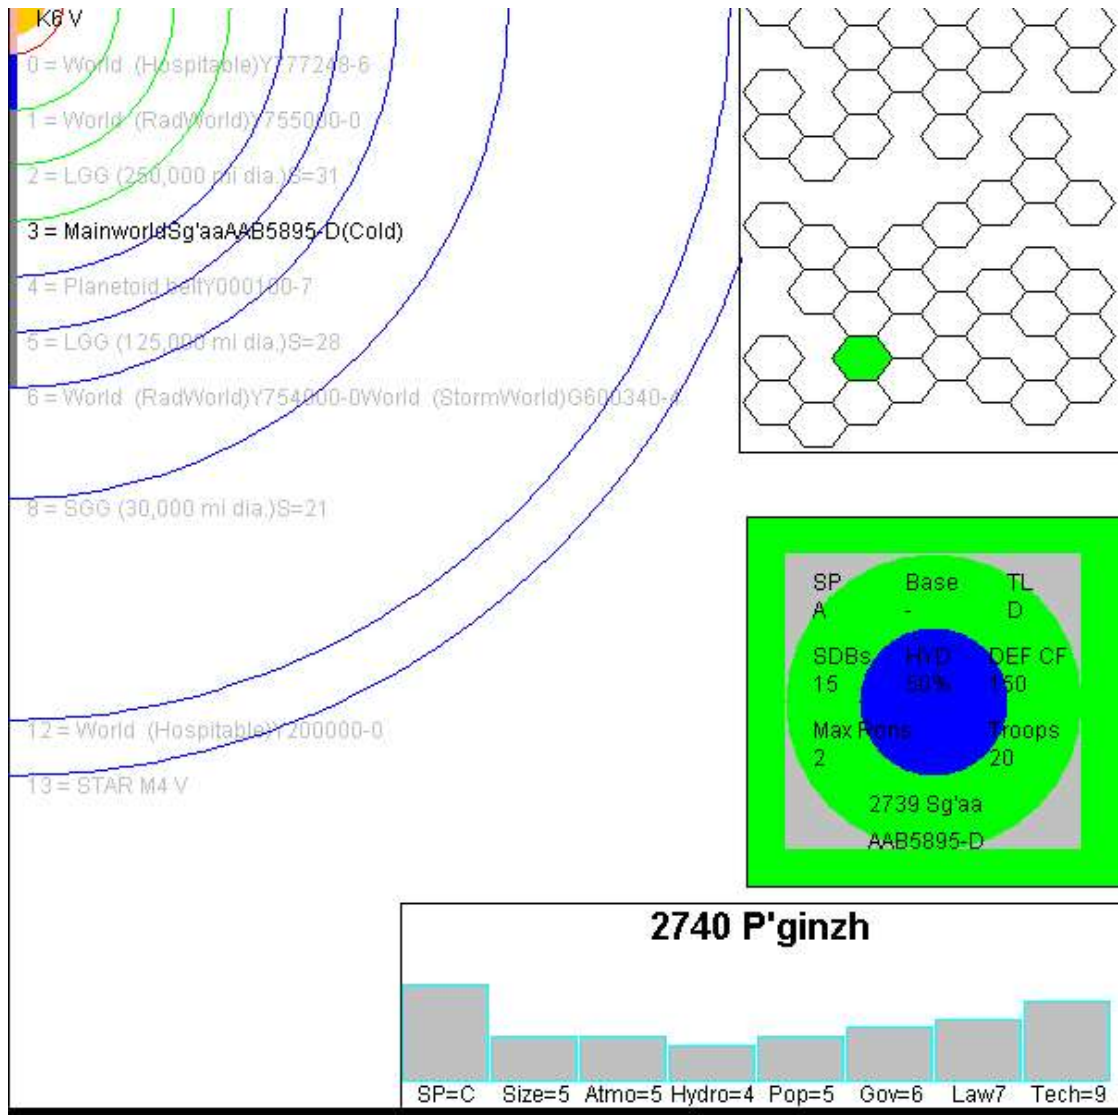 K6 V
0 = World (Hospitable)Y777248-6
1 = World (RadWorld)Y755000-0
2 = LGG (250,000 mi dia.)S=31
3 = MainworldSg'aaAAB5895-D(Cold)
4 = Planetoid beltY000100-7
5 = LGG (125,000 mi dia.)S=28
6 = World (RadWorld)Y754000-0World (StormWorld)G600340-4
8 = SGG (30,000 mi dia.)S=21
12 = World (Hospitable)Y200000-0
13 = STAR M4 V
SP Base TL
A - D
SDBs HYD DEF CF
15 50% 150
Max Rons Troops
2 20
2739 Sg'aa
AAB5895-D
2740 P'ginzh
SP=C Size=5 Atmo=5 Hydro=4 Pop=5 Gov=6 Law7 Tech=9